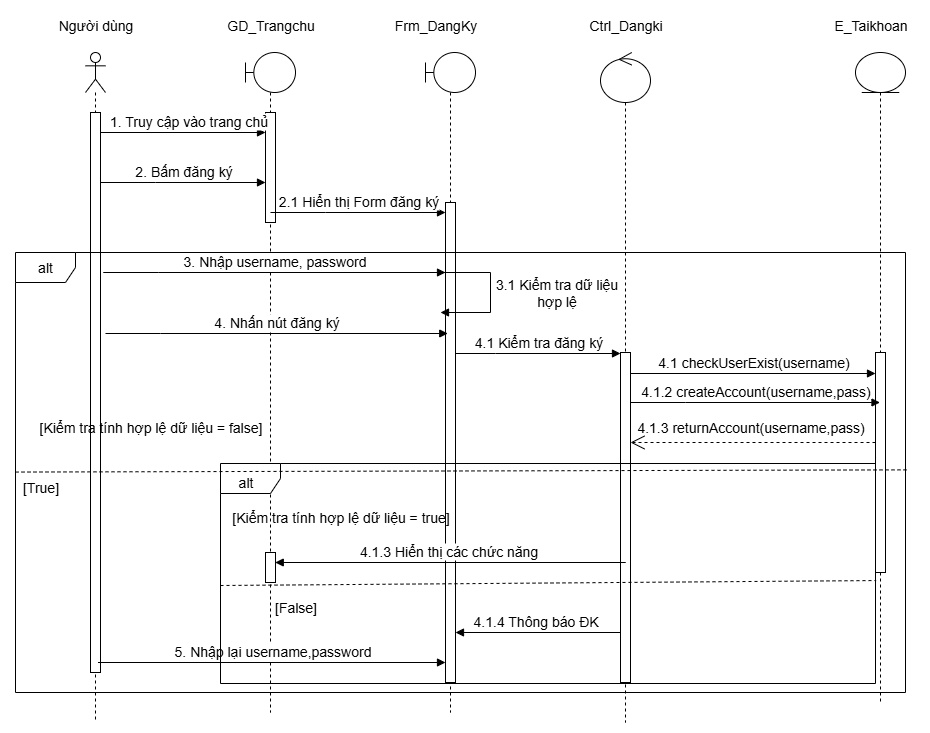 Người dùng
GD_Trangchu
Frm_DangKy
Ctrl_Dangki
E_Taikhoan
1. Truy cập vào trang chủ
2. Bấm đăng ký
2.1 Hiển thị Form đăng ký
alt
3. Nhập username, password
3.1 Kiểm tra dữ liệu
hợp lệ
4. Nhấn nút đăng ký
4.1 Kiểm tra đăng ký
4.1 checkUserExist(username)
4.1.2 createAccount(username,pass)
[Kiểm tra tính hợp lệ dữ liệu = false]
4.1.3 returnAccount(username,pass)
[True]
alt
[Kiểm tra tính hợp lệ dữ liệu = true]
4.1.3 Hiển thị các chức năng
[False]
4.1.4 Thông báo ĐK
5. Nhập lại username,password